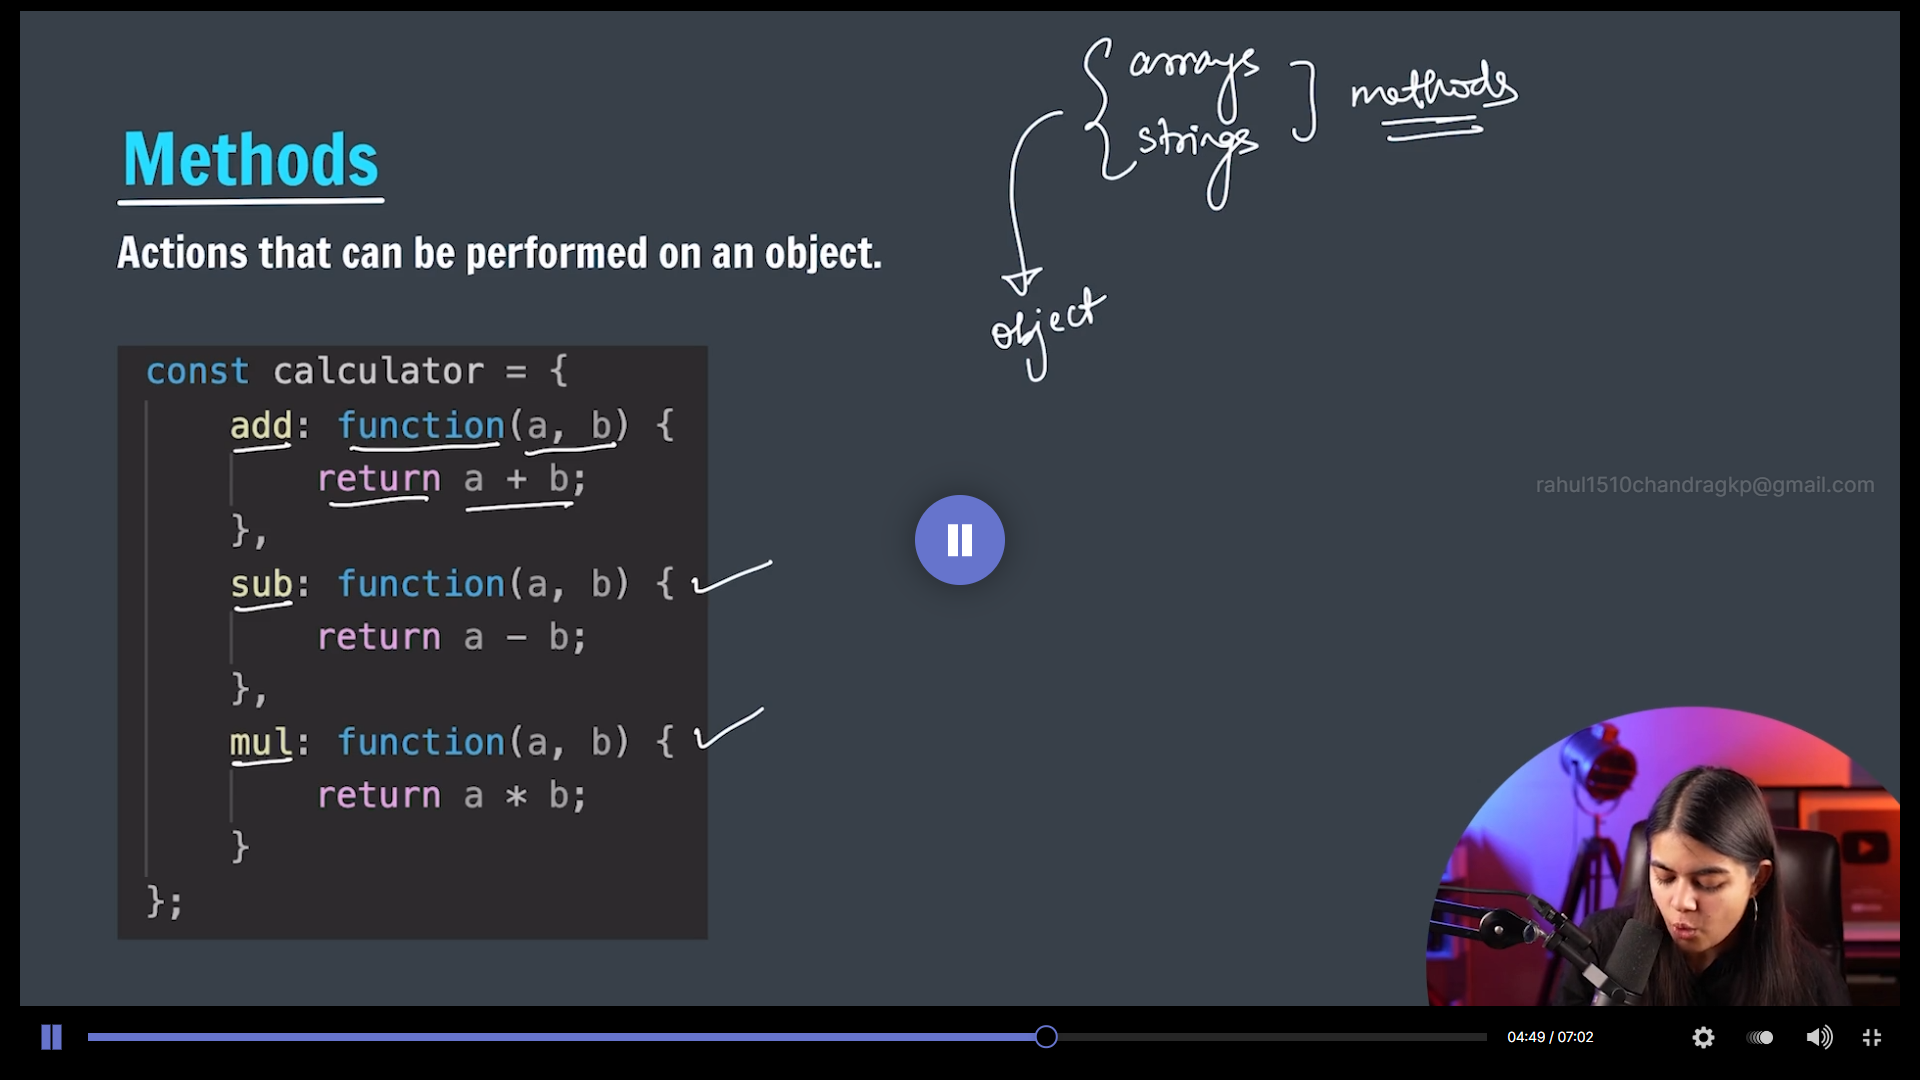 arrays
strings
methods
Methods
Actions that can be performed on an object.
object
const calculator = {
add: function(a, b) {
return a + b;
},
sub: function(a, b) {
return a - b;
},
mul: function(a, b) {
return a * b;
}
};
rahul1510chandragkp@gmail.com
04:49 / 07:02